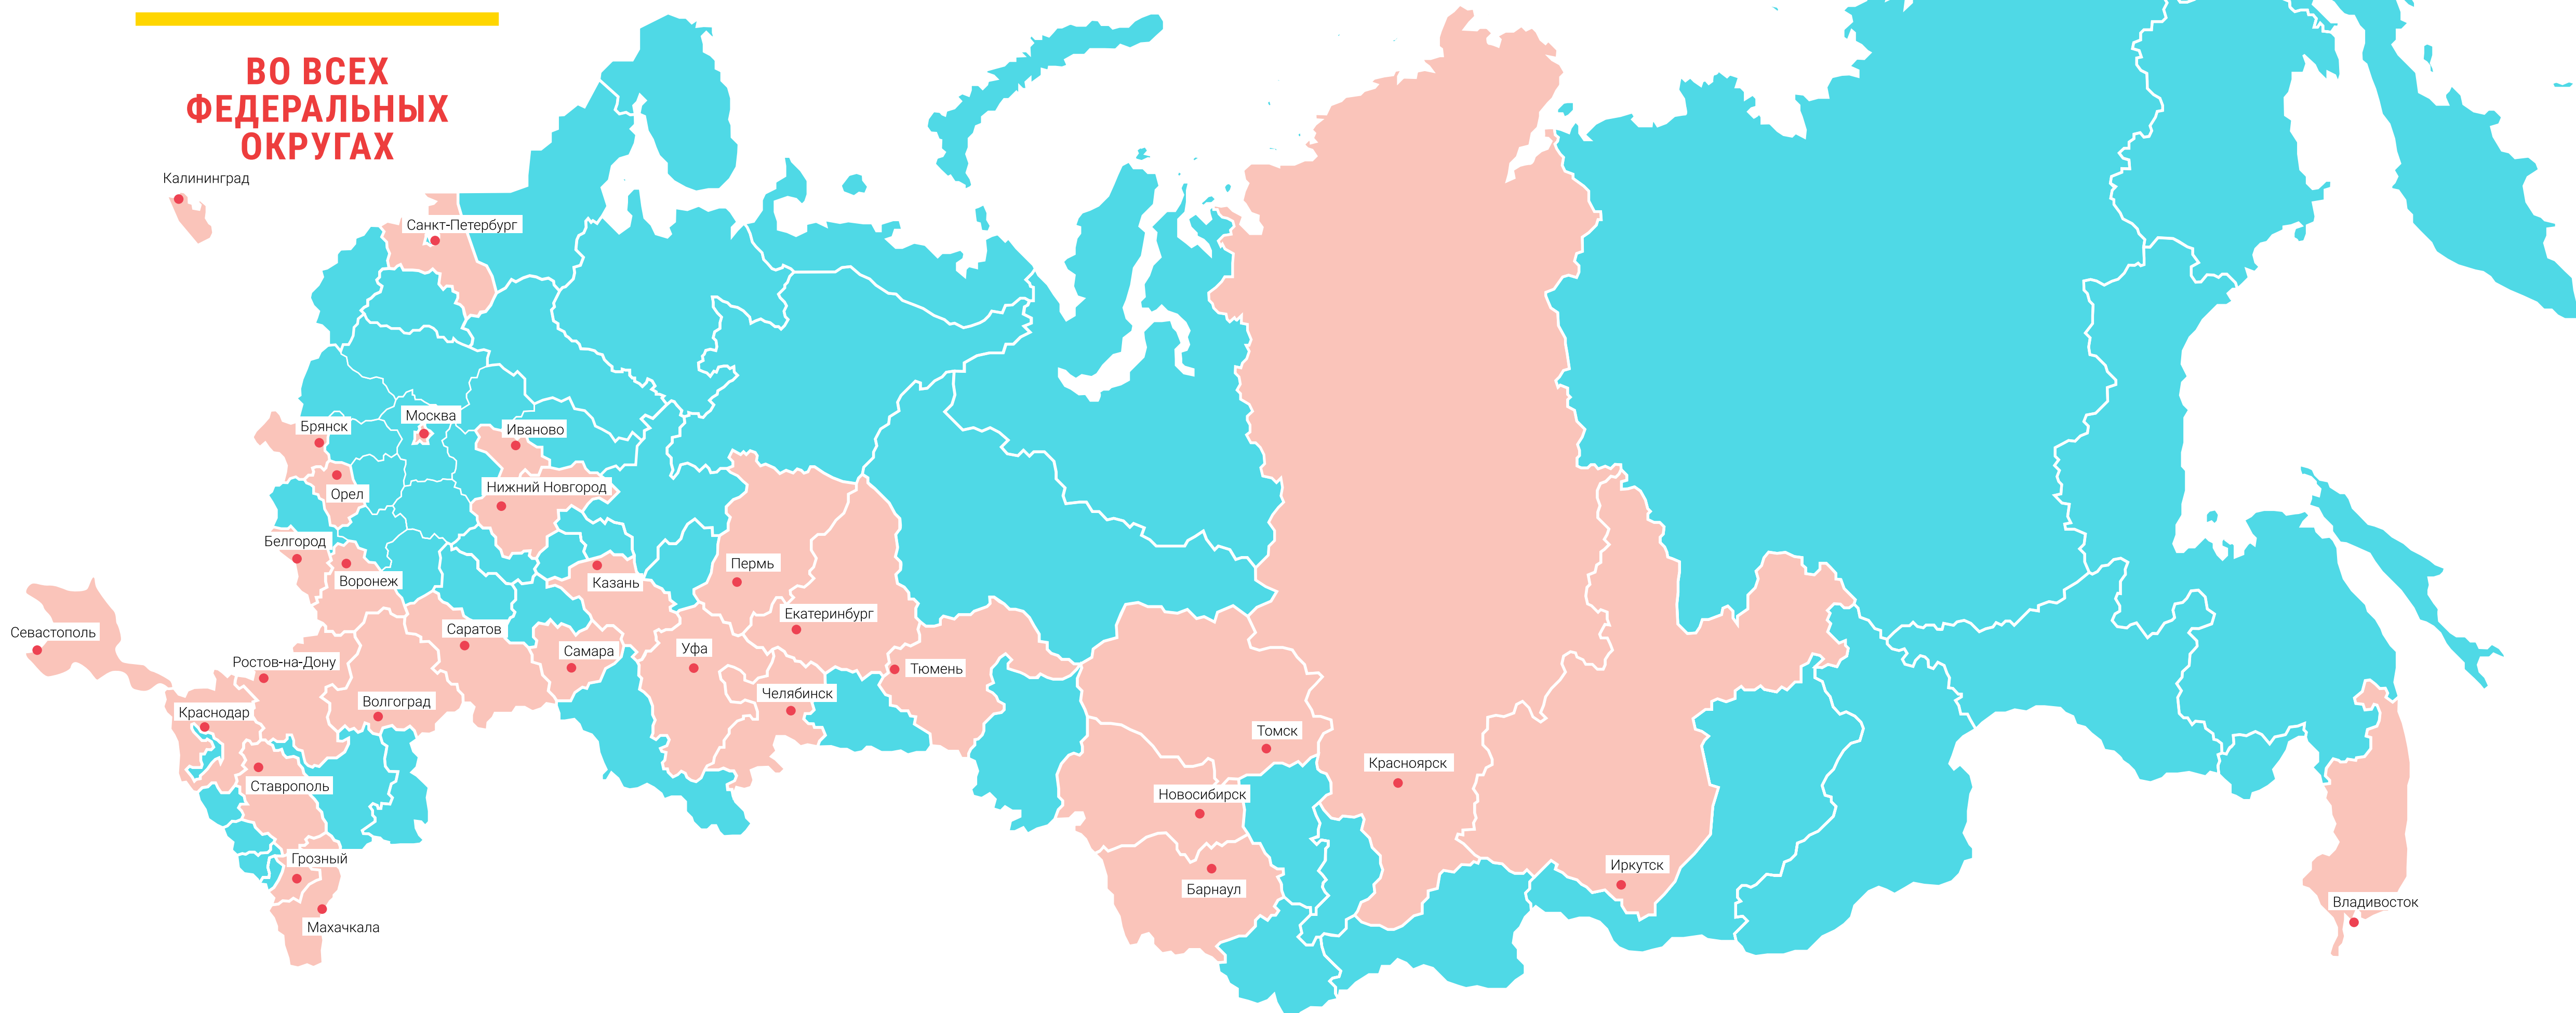 ВО ВСЕХ
ФЕДЕРАЛЬНЫХ
ОКРУГАХ
Калининград
Санкт-Петербург
Москва
Брянск
Иваново
Орел
Нижний Новгород
Белгород
Воронеж
Казань
Пермь
Екатеринбург
Севастополь
Саратов
Самара
Уфа
Ростов-на-Дону
Тюмень
Челябинск
Волгоград
Краснодар
Томск
Красноярск
Ставрополь
Новосибирск
Грозный
Иркутск
Барнаул
Владивосток
Махачкала